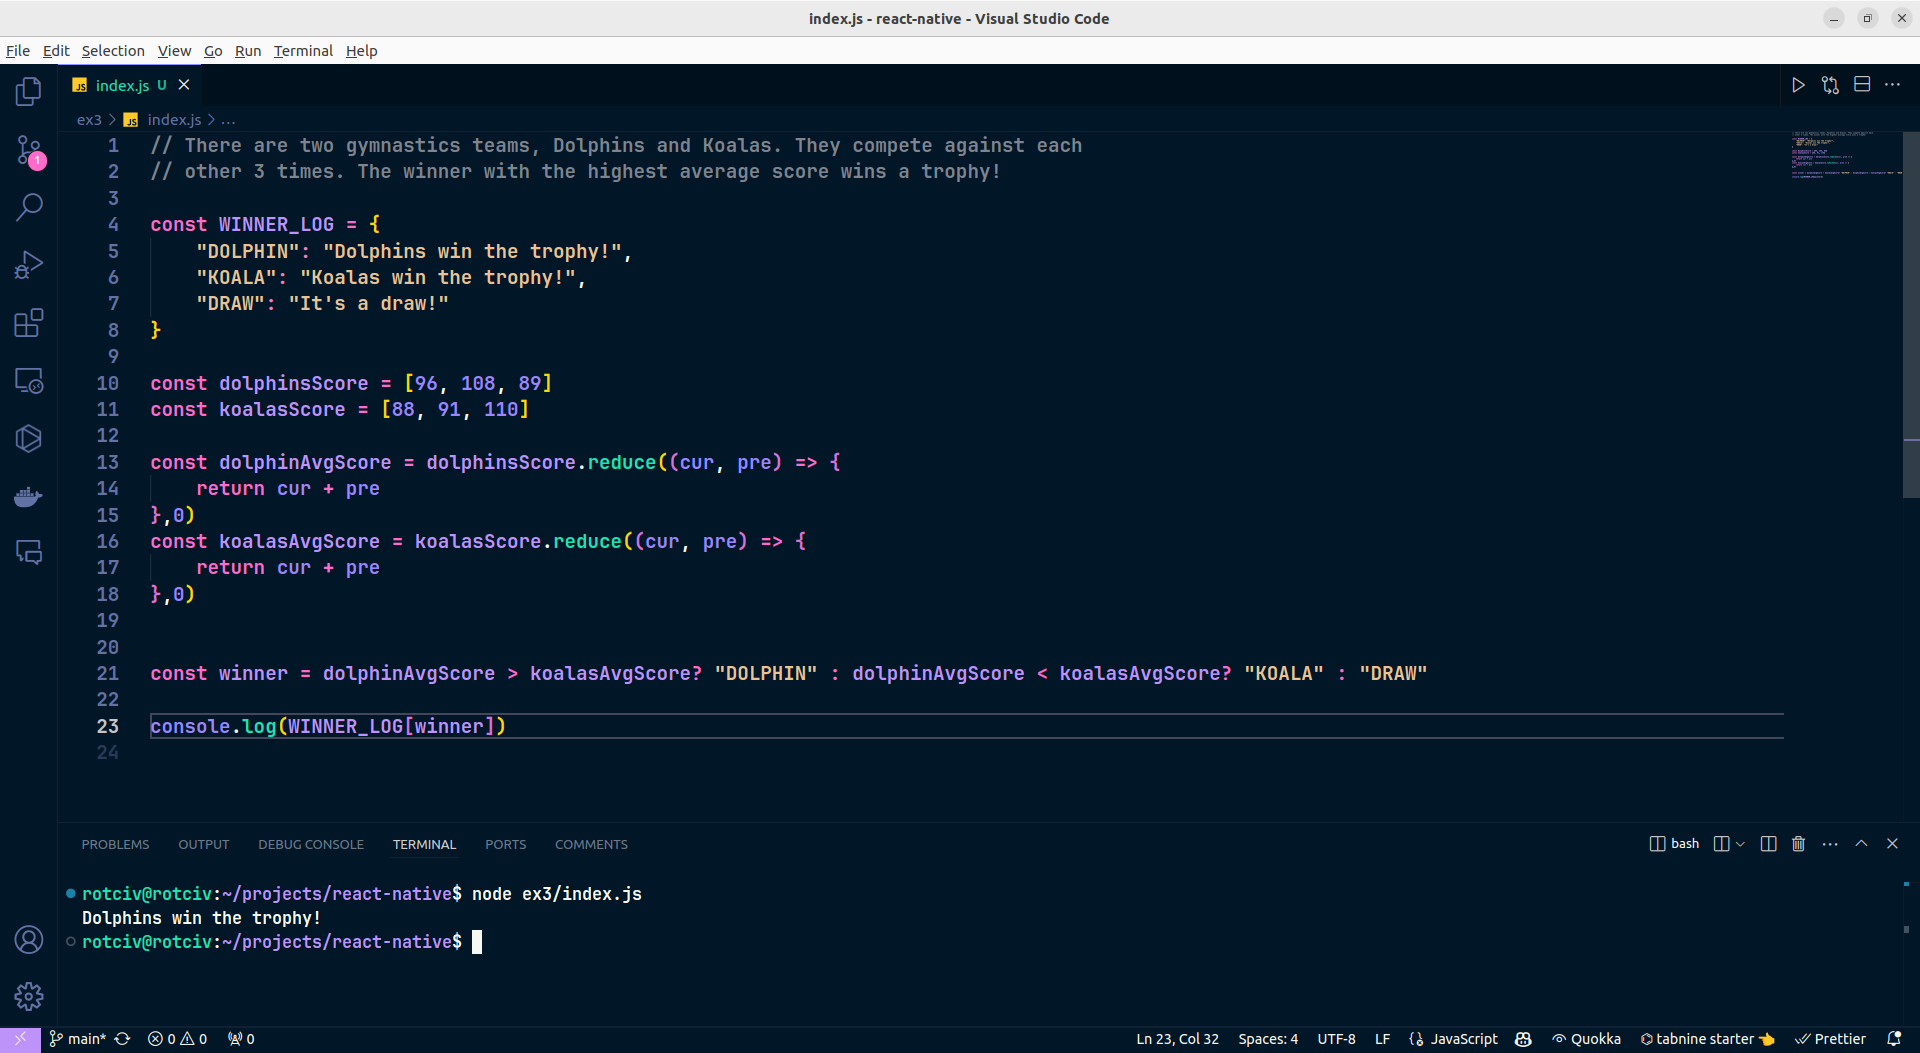 index.js - react-native - Visual Studio Code
File Edit Selection View Go Run Terminal Help
JS index.js U
ex3 > JS index.js > ...
1 // There are two gymnastics teams, Dolphins and Koalas. They compete against each
2 // other 3 times. The winner with the highest average score wins a trophy!
3
4 const WINNER_LOG = {
5     "DOLPHIN": "Dolphins win the trophy!",
6     "KOALA": "Koalas win the trophy!",
7     "DRAW": "It's a draw!"
8 }
9
10 const dolphinsScore = [96, 108, 89]
11 const koalasScore = [88, 91, 110]
12
13 const dolphinAvgScore = dolphinsScore.reduce((cur, pre) => {
14     return cur + pre
15 },0)
16 const koalasAvgScore = koalasScore.reduce((cur, pre) => {
17     return cur + pre
18 },0)
19
20
21 const winner = dolphinAvgScore > koalasAvgScore? "DOLPHIN" : dolphinAvgScore < koalasAvgScore? "KOALA" : "DRAW"
22
23 console.log(WINNER_LOG[winner])
24
1
PROBLEMS OUTPUT DEBUG CONSOLE TERMINAL PORTS COMMENTS bash
rotciv@rotciv:~/projects/react-native$ node ex3/index.js
Dolphins win the trophy!
rotciv@rotciv:~/projects/react-native$
main* 0 0 0 Ln 23, Col 32 Spaces: 4 UTF-8 LF {} JavaScript Quokka tabnine starter Prettier